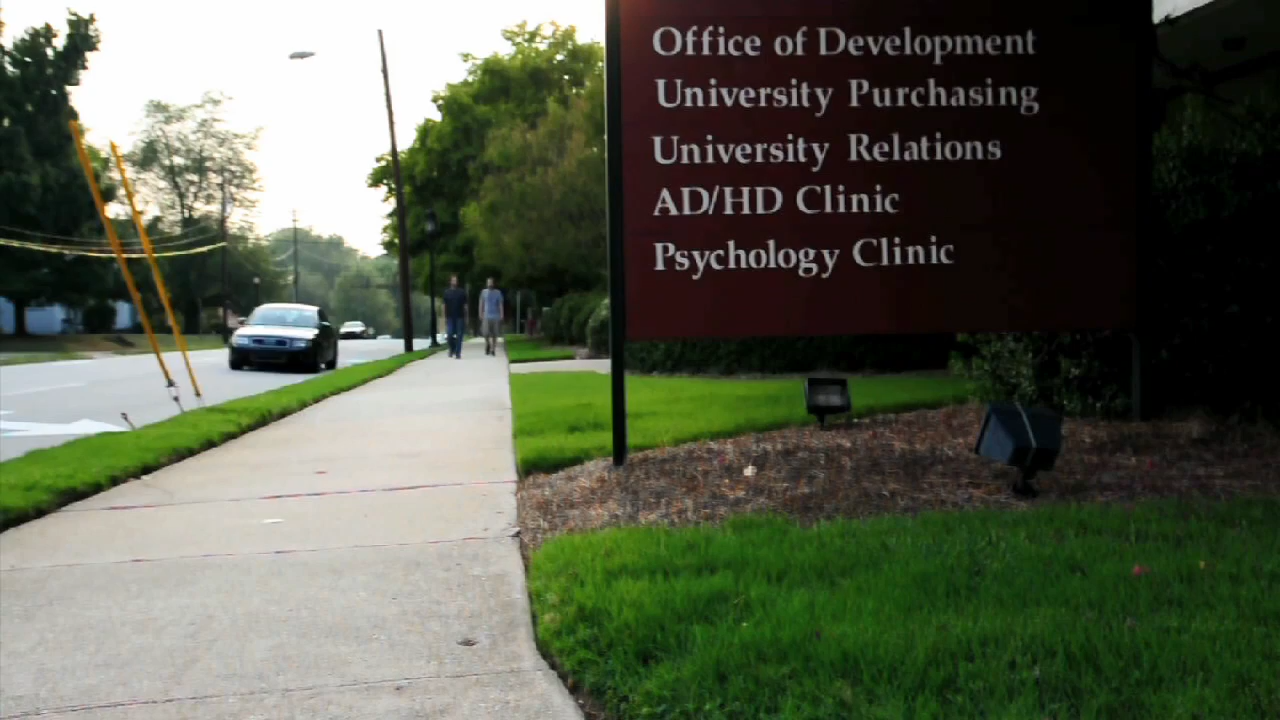 Office of Development
University Purchasing
University Relations
AD/HD Clinic
Psychology Clinic